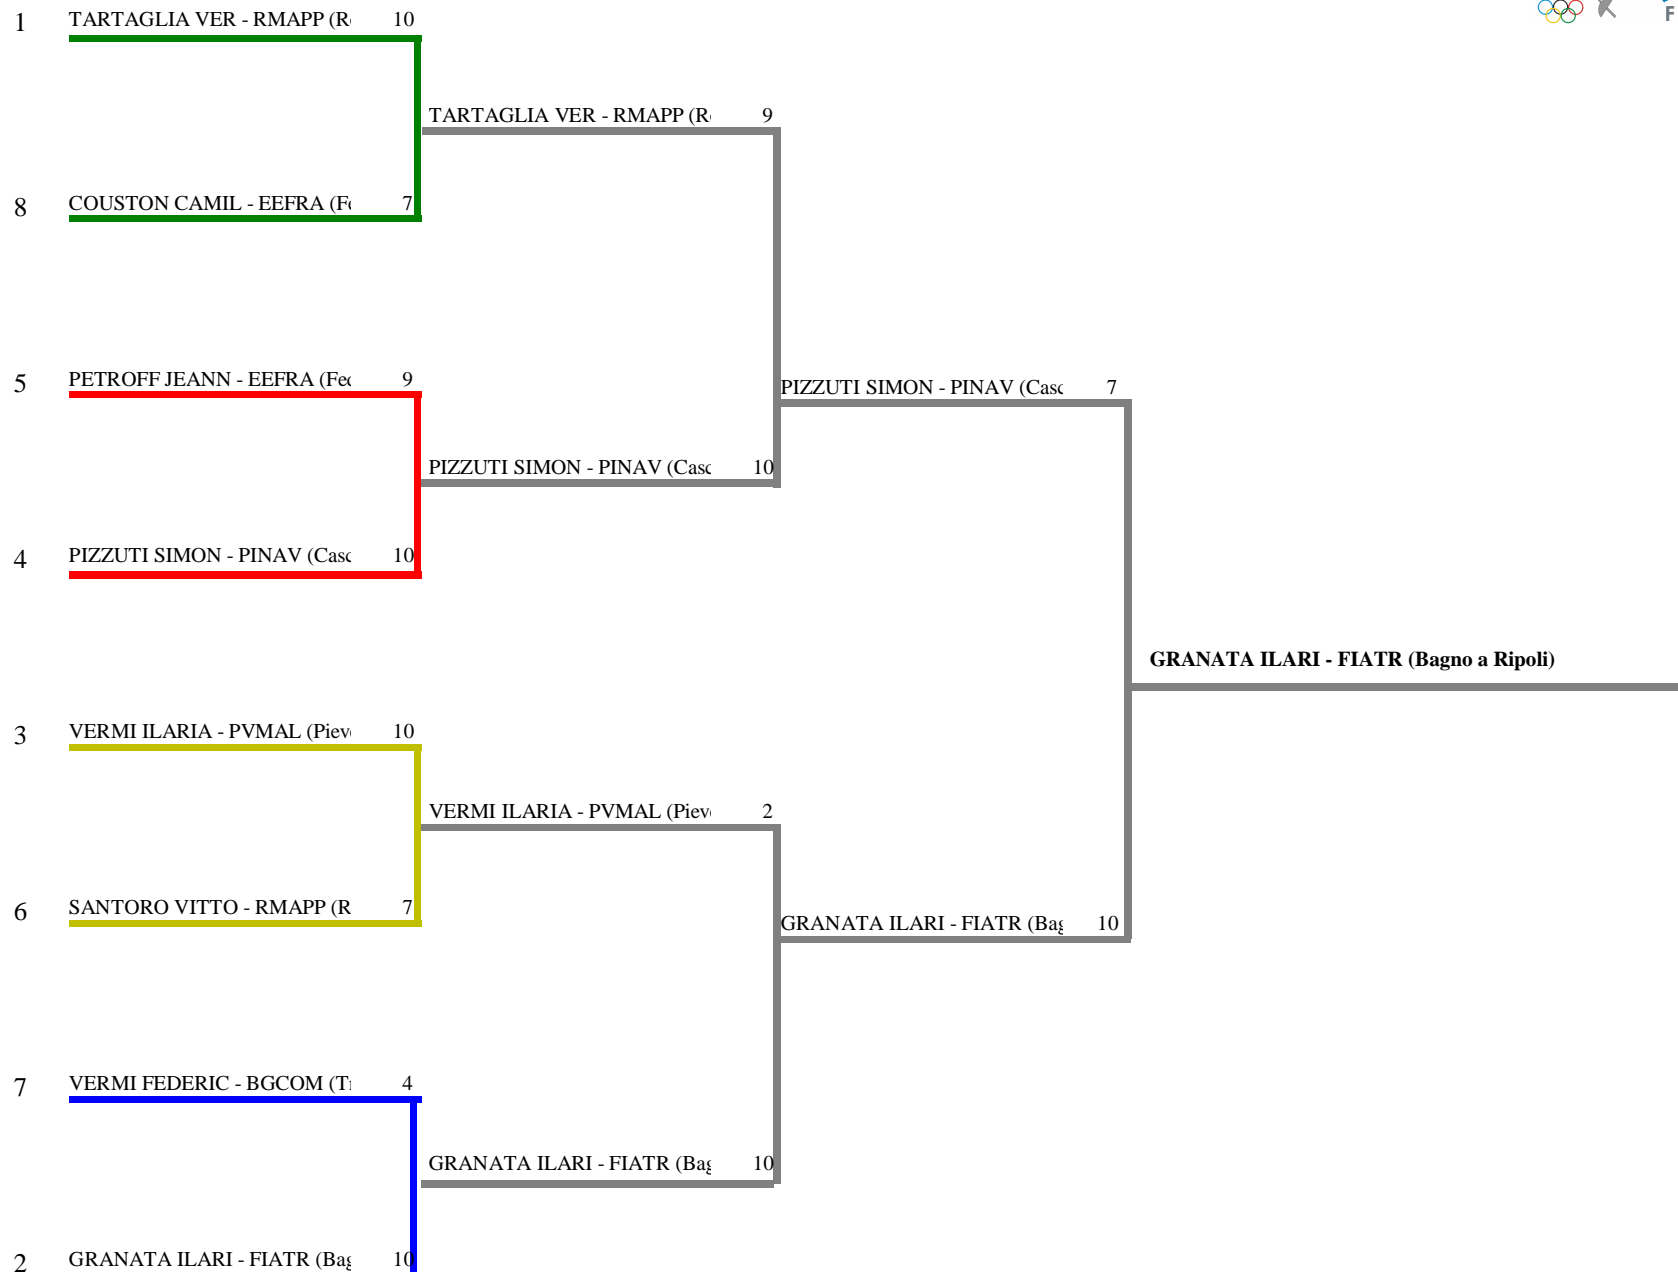 1 TARTAGLIA VER - RMAPP (R 10
TARTAGLIA VER - RMAPP (R 9
8 COUSTON CAMIL - EEFRA (F 7
5 PETROFF JEANN - EEFRA (Fe 9
PIZZUTI SIMON - PINAV (Casc 7
PIZZUTI SIMON - PINAV (Casc 10
4 PIZZUTI SIMON - PINAV (Casc 10
GRANATA ILARI - FIATR (Bagno a Ripoli)
3 VERMI ILARIA - PVMAL (Piev 10
VERMI ILARIA - PVMAL (Piev 2
6 SANTORO VITTO - RMAPP (R 7
GRANATA ILARI - FIATR (Bag 10
7 VERMI FEDERIC - BGCOM (T 4
GRANATA ILARI - FIATR (Bag 10
2 GRANATA ILARI - FIATR (Bag 10